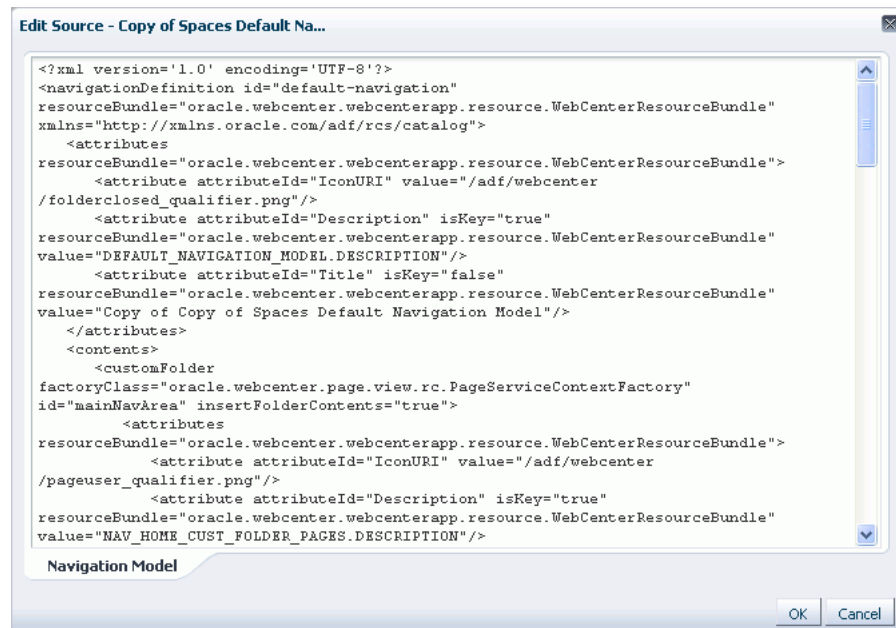 Edit Source - Copy of Spaces Default Na...
<?xml version='1.0' encoding='UTF-8'?>
<navigationDefinition id="default-navigation"
resourceBundle="oracle.webcenter.webcenterapp.resource.WebCenterResourceBundle"
xmlns="http://xmlns.oracle.com/adf/rcs/catalog">
<attributes
resourceBundle="oracle.webcenter.webcenterapp.resource.WebCenterResourceBundle">
<attribute attributeId="IconURI" value="/adf/webcenter
/folderclosed_qualifier.png"/>
<attribute attributeId="Description" isKey="true"
resourceBundle="oracle.webcenter.webcenterapp.resource.WebCenterResourceBundle"
value="DEFAULT_NAVIGATION_MODEL.DESCRIPTION"/>
<attribute attributeId="Title" isKey="false"
resourceBundle="oracle.webcenter.webcenterapp.resource.WebCenterResourceBundle"
value="Copy of Copy of Spaces Default Navigation Model"/>
</attributes>
<contents>
<customFolder
factoryClass="oracle.webcenter.page.view.rc.PageServiceContextFactory"
id="mainNavArea" insertFolderContents="true">
<attributes
resourceBundle="oracle.webcenter.webcenterapp.resource.WebCenterResourceBundle">
<attribute attributeId="IconURI" value="/adf/webcenter
/pageuser_qualifier.png"/>
<attribute attributeId="Description" isKey="true"
resourceBundle="oracle.webcenter.webcenterapp.resource.WebCenterResourceBundle"
value="NAV_HOME_CUST_FOLDER_PAGES.DESCRIPTION"/>
Navigation Model
OK Cancel